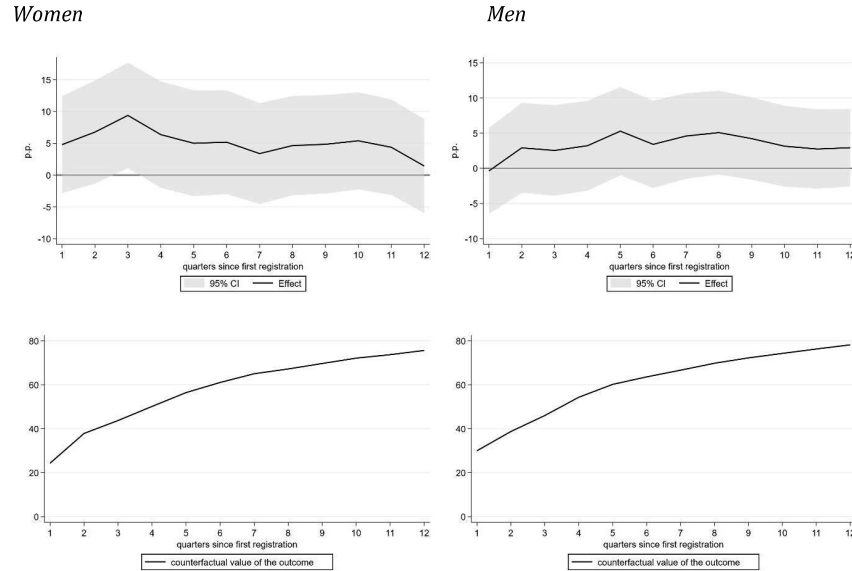 Women
Men
p.p.
15
10
5
0
-5
-10
1 2 3 4 5 6 7 8 9 10 11 12
quarters since first registration
95% CI Effect
p.p.
15
10
5
0
-5
-10
1 2 3 4 5 6 7 8 9 10 11 12
quarters since first registration
95% CI Effect
80
60
40
20
0
1 2 3 4 5 6 7 8 9 10 11 12
quarters since first registration
counterfactual value of the outcome
80
60
40
20
0
1 2 3 4 5 6 7 8 9 10 11 12
quarters since first registration
counterfactual value of the outcome